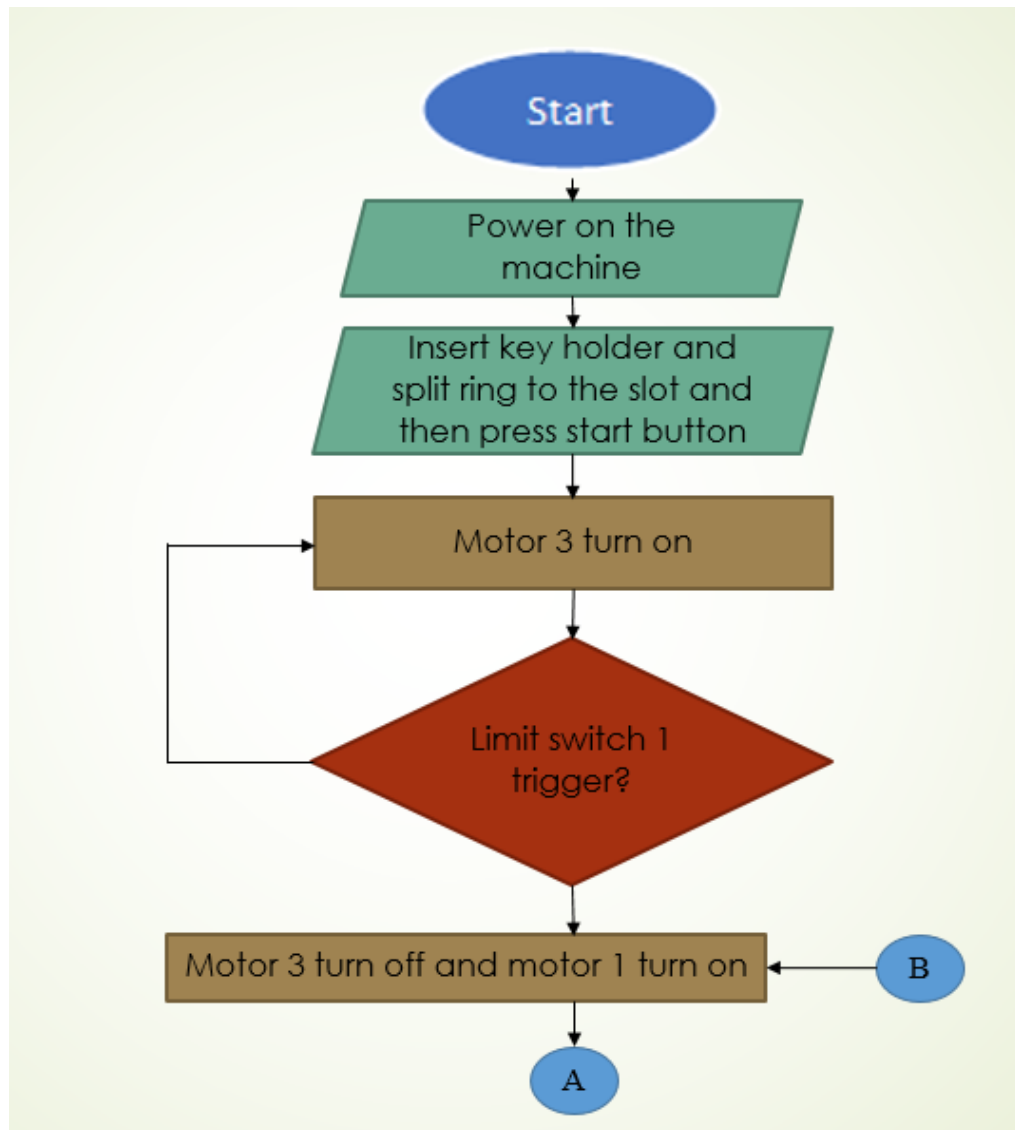 Start
Power on the
machine
Insert key holder and
split ring to the slot and
then press start button
Motor 3 turn on
Limit switch 1
trigger?
Motor 3 turn off and motor 1 turn on
B
A